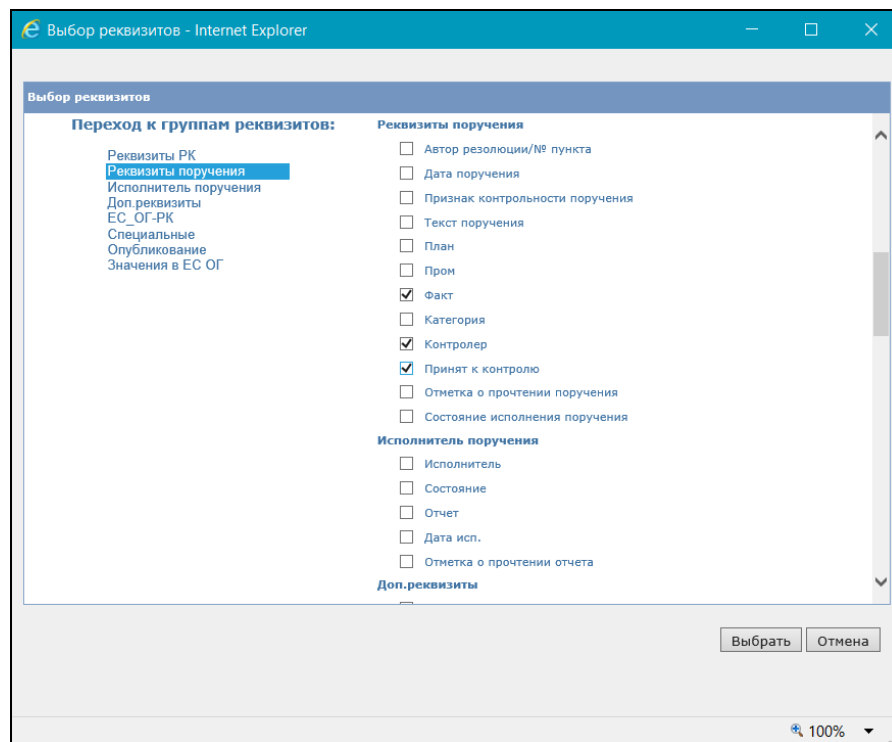 Выбор реквизитов - Internet Explorer
Выбор реквизитов
Переход к группам реквизитов:
Реквизиты РК
Реквизиты поручения
Исполнитель поручения
Доп.реквизиты
ЕС_ОГ-РК
Специальные
Опубликование
Значения в ЕС ОГ
Реквизиты поручения
Автор резолюции/№ пункта
Дата поручения
Признак контрольности поручения
Текст поручения
План
Пром
Факт
Категория
Контролер
Принят к контролю
Отметка о прочтении поручения
Состояние исполнения поручения
Исполнитель поручения
Исполнитель
Состояние
Отчет
Дата исп.
Отметка о прочтении отчета
Доп.реквизиты
Выбрать
Отмена
100%